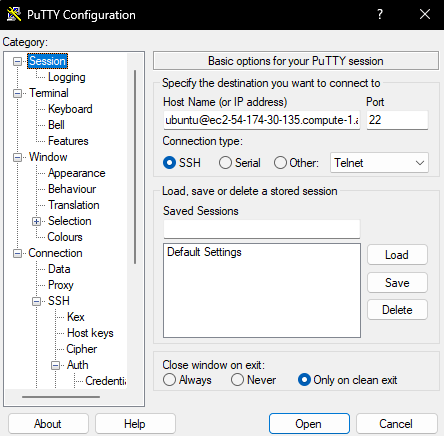 PuTTY Configuration
Category:
Session
Logging
Terminal
Keyboard
Bell
Features
Window
Appearance
Behaviour
Translation
Selection
Colours
Connection
Data
Proxy
SSH
Kex
Host keys
Cipher
Auth
Credentia
Basic options for your PuTTY session
Specify the destination you want to connect to
Host Name (or IP address) Port
ubuntu@ec2-54-174-30-135.compute-1.a 22
Connection type:
SSH Serial Other: Telnet
Load, save or delete a stored session
Saved Sessions
Default Settings
Load
Save
Delete
Close window on exit:
Always Never Only on clean exit
About Help Open Cancel